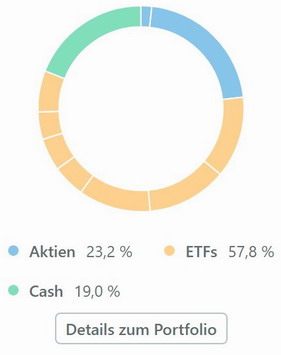 Aktien 23,2 % ETFs 57,8 %
Cash 19,0 %
Details zum Portfolio